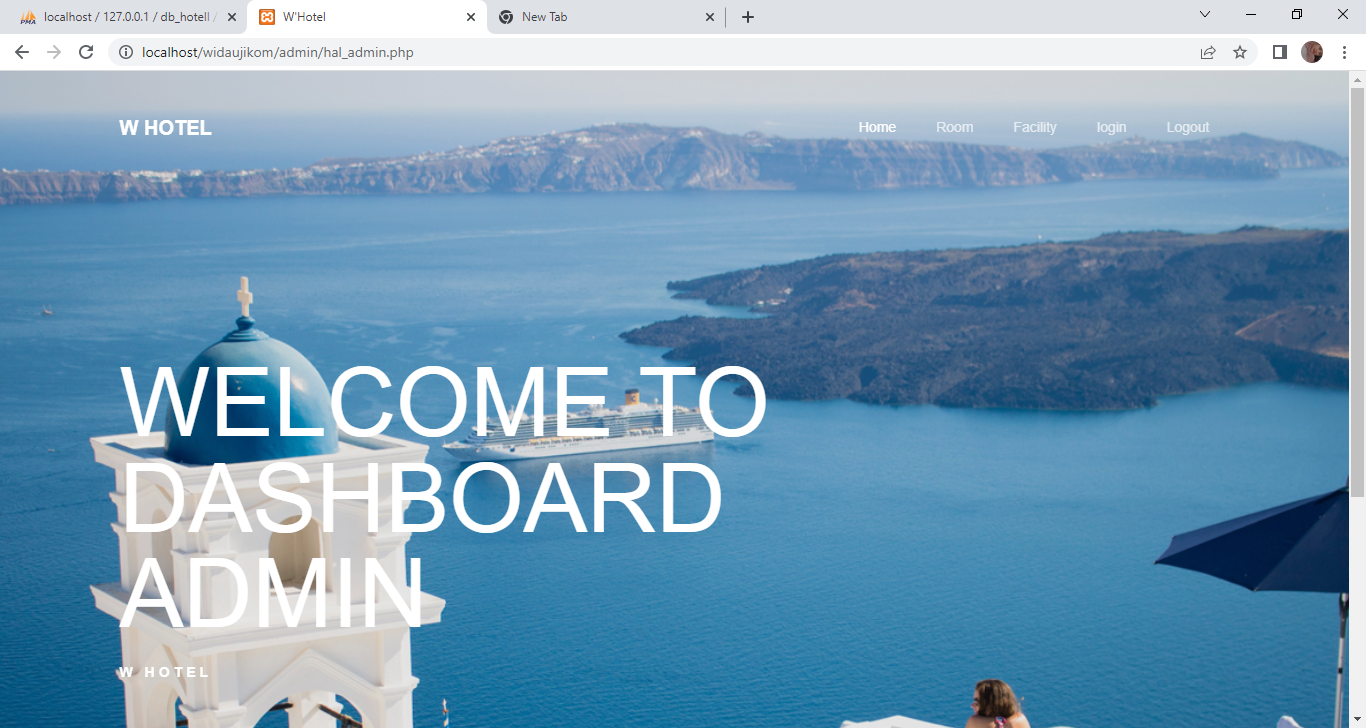 localhost / 127.0.0.1 / db_hotell /
W'Hotel
New Tab
localhost/widaujikom/admin/hal_admin.php
W HOTEL
Home Room Facility login Logout
WELCOME TO
DASHBOARD
ADMIN
W HOTEL